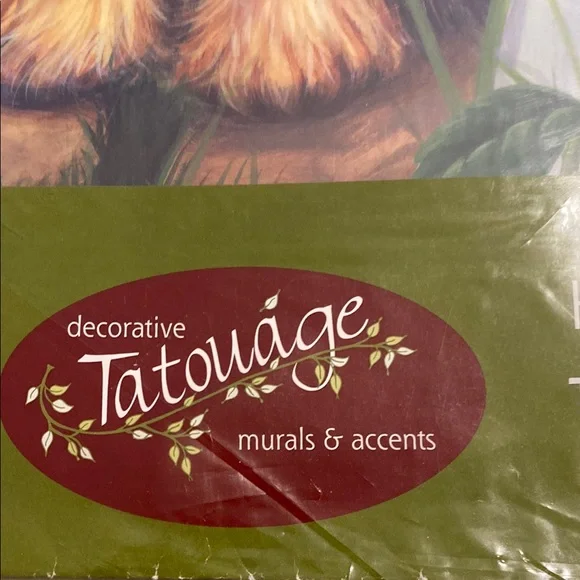 decorative
Tatouage
murals & accents